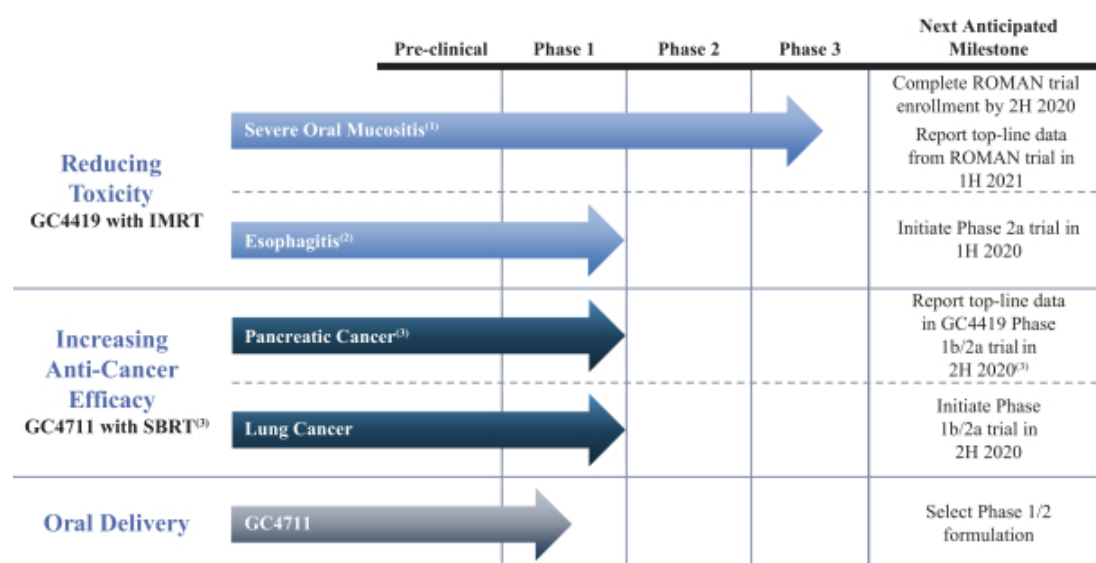 Pre-clinical Phase 1 Phase 2 Phase 3 Next Anticipated
Milestone
Reducing
Toxicity
GC4419 with IMRT
Severe Oral Mucositis(1)
Complete ROMAN trial
enrollment by 2H 2020
Report top-line data
from ROMAN trial in
1H 2021
Esophagitis(2)
Initiate Phase 2a trial in
1H 2020
Increasing
Anti-Cancer
Efficacy
GC4711 with SBRT(3)
Pancreatic Cancer(3)
Report top-line data
in GC4419 Phase
1b/2a trial in
2H 2020(3)
Lung Cancer
Initiate Phase
1b/2a trial in
2H 2020
Oral Delivery
GC4711
Select Phase 1/2
formulation